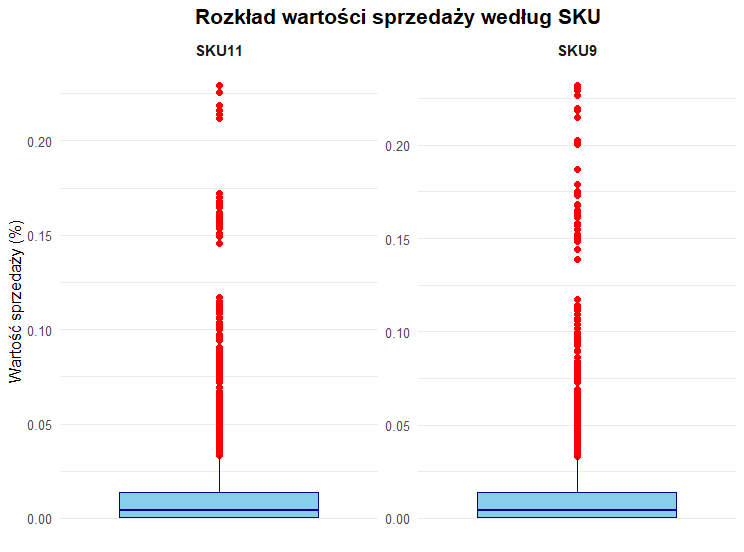 Rozkład wartości sprzedaży według SKU
SKU11
SKU9
Wartość sprzedaży (%)
0.20
0.15
0.10
0.05
0.00
0.20
0.15
0.10
0.05
0.00